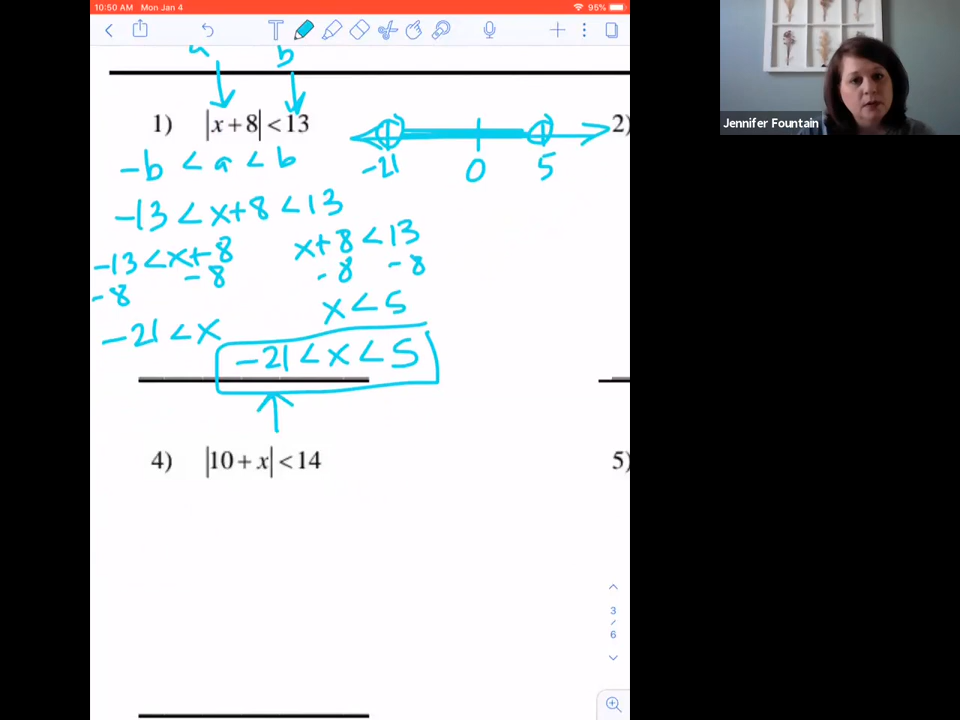 10:50 AM Mon Jan 4
95%
a b
1) |x + 8| < 13
2)
-21 0 5
-b < a < b
-13 < x+8 < 13
-13 < x+8 x+8 < 13
-8 -8 -8 -8
-21 < x x < 5
-21 < x < 5
4) |10 + x| < 14
5)
3
/
6
Jennifer Fountain